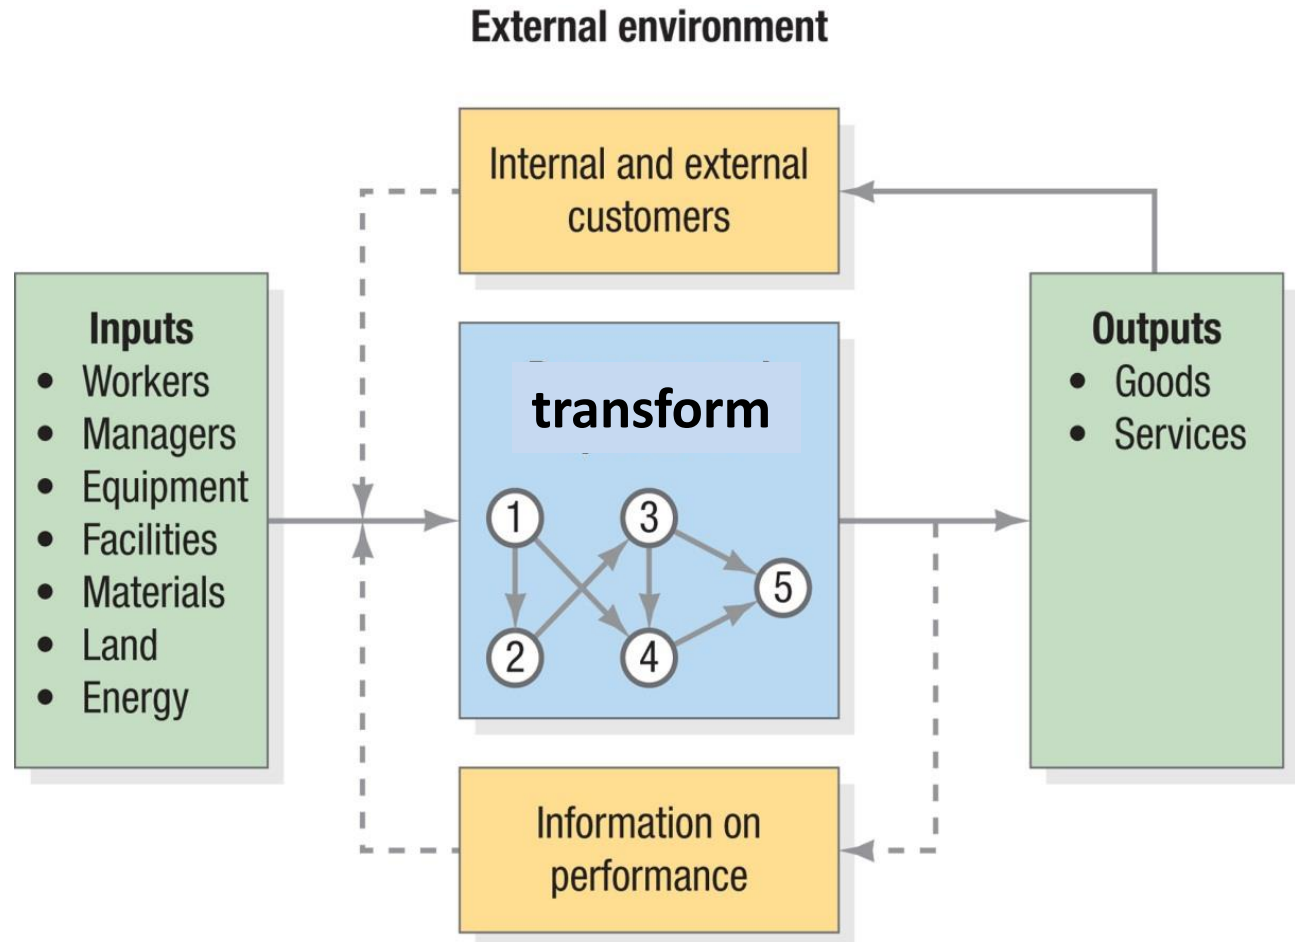 External environment
Internal and external
customers
Inputs
• Workers
• Managers
• Equipment
• Facilities
• Materials
• Land
• Energy
transform
1
3
5
2
4
Outputs
• Goods
• Services
Information on
performance